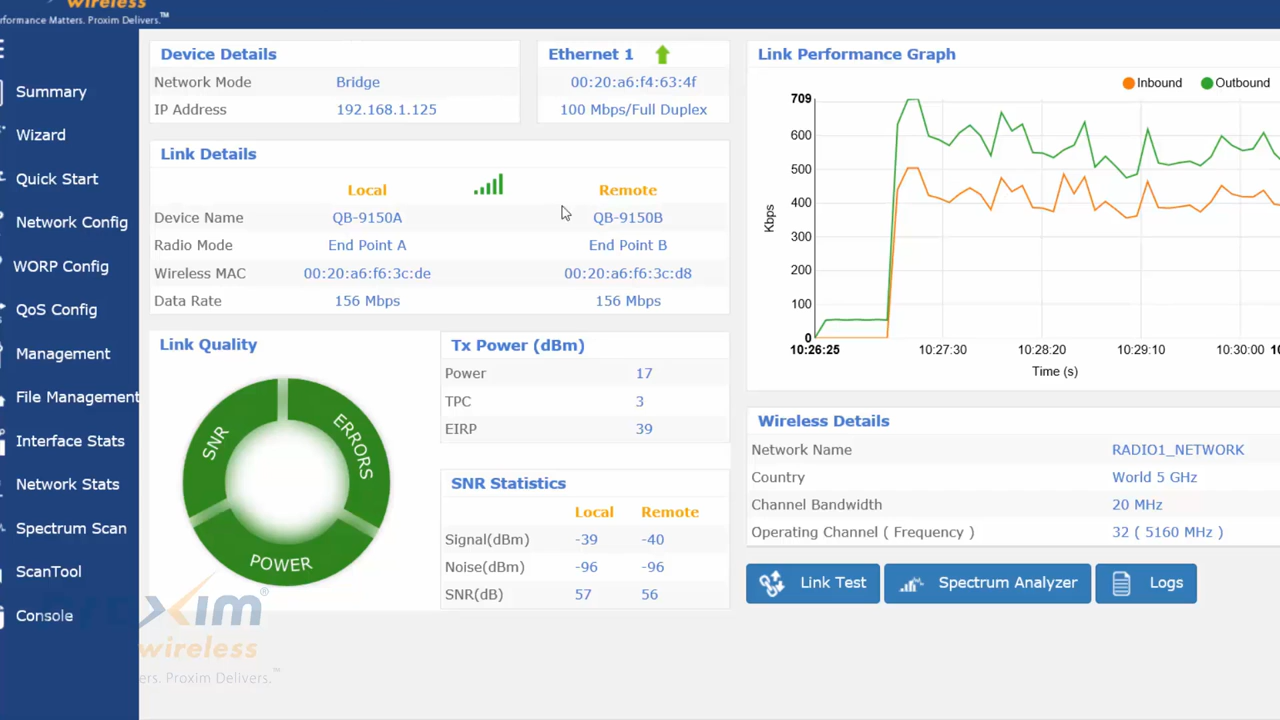 wireless
rformance Matters. Proxim Delivers.™
Summary
Wizard
Quick Start
Network Config
WORP Config
QoS Config
Management
File Management
Interface Stats
Network Stats
Spectrum Scan
ScanTool
Console
Device Details
Network Mode Bridge
IP Address 192.168.1.125
Ethernet 1
00:20:a6:f4:63:4f
100 Mbps/Full Duplex
Link Details
Local Remote
Device Name QB-9150A QB-9150B
Radio Mode End Point A End Point B
Wireless MAC 00:20:a6:f6:3c:de 00:20:a6:f6:3c:d8
Data Rate 156 Mbps 156 Mbps
Link Quality
SNR
ERRORS
POWER
Tx Power (dBm)
Power 17
TPC 3
EIRP 39
SNR Statistics
Local Remote
Signal(dBm) -39 -40
Noise(dBm) -96 -96
SNR(dB) 57 56
Link Performance Graph
Inbound Outbound
709
600
500
400
300
200
100
0
Kbps
10:26:25 10:27:30 10:28:20 10:29:10 10:30:00 10
Time (s)
Wireless Details
Network Name RADIO1_NETWORK
Country World 5 GHz
Channel Bandwidth 20 MHz
Operating Channel ( Frequency ) 32 ( 5160 MHz )
Link Test
Spectrum Analyzer
Logs
proxim®
wireless
ters. Proxim Delivers.™